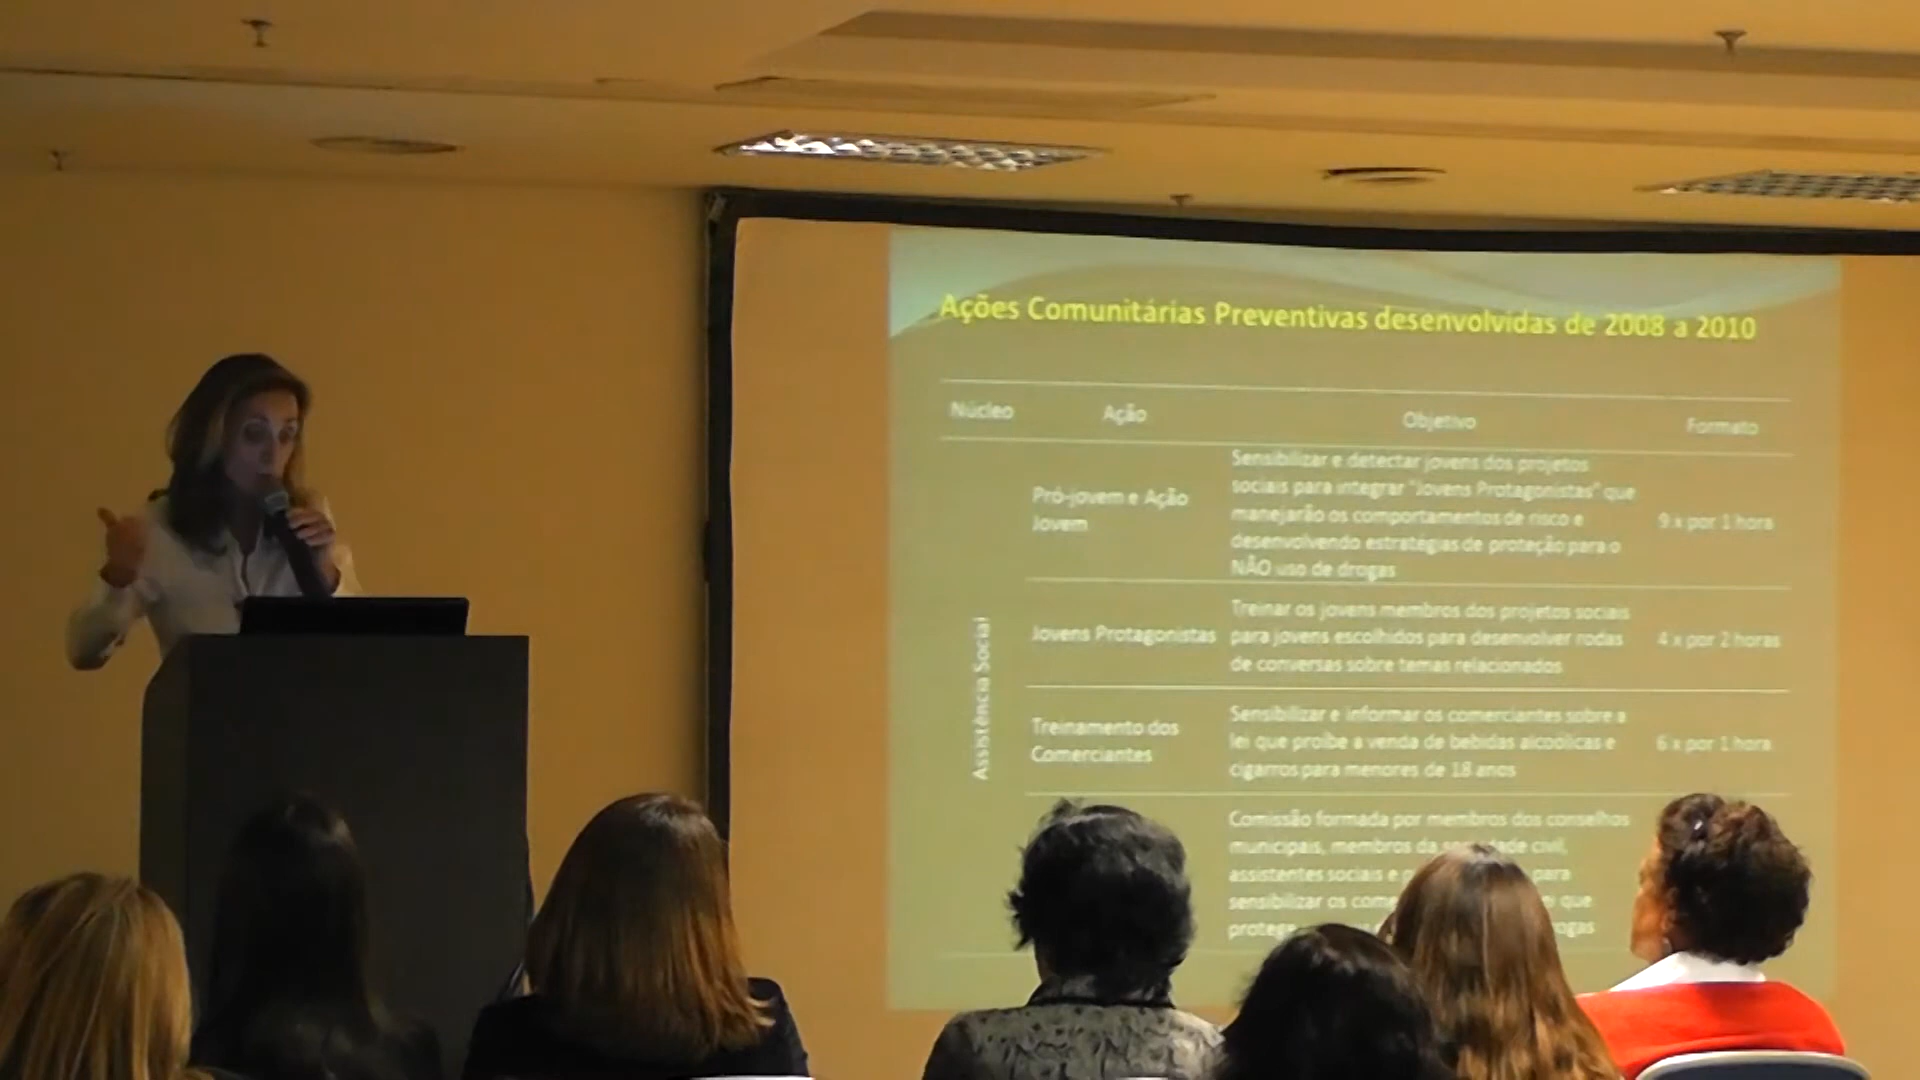 Ações Comunitárias Preventivas desenvolvidas de 2008 a 2010
Núcleo Ação Objetivo Formato
Assistência Social
Pró-jovem e Ação
Jovem
Sensibilizar e detectar jovens dos projetos
sociais para integrar "Jovens Protagonistas" que
manejarão os comportamentos de risco e
desenvolvendo estratégias de proteção para o
NÃO uso de drogas
9 x por 1 hora
Jovens Protagonistas
Treinar os jovens membros dos projetos sociais
para jovens escolhidos para desenvolver rodas
de conversas sobre temas relacionados
4 x por 2 horas
Treinamento dos
Comerciantes
Sensibilizar e informar os comerciantes sobre a
lei que proíbe a venda de bebidas alcoólicas e
cigarros para menores de 18 anos
6 x por 1 hora
Comissão formada por membros dos conselhos
municipais, membros da sociedade civil,
assistentes sociais e para
sensibilizar os que
protege